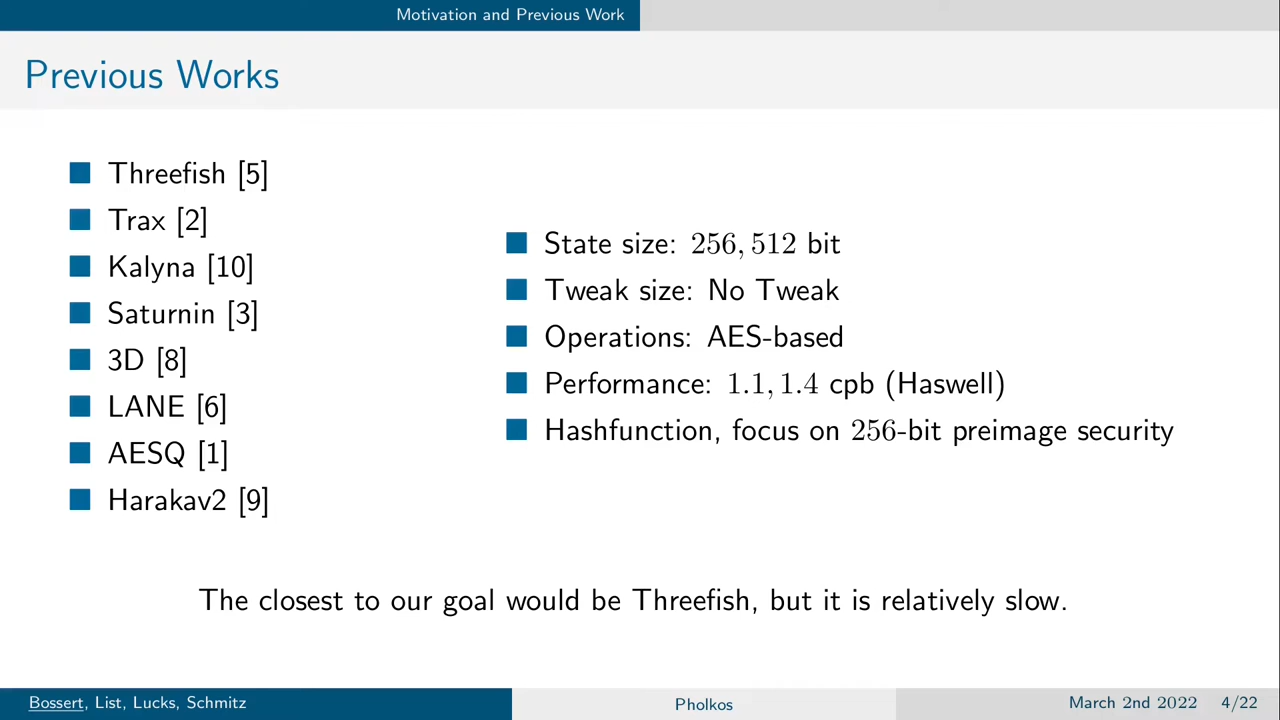 Motivation and Previous Work
Previous Works
Threefish [5]
Trax [2]
Kalyna [10]
Saturnin [3]
3D [8]
LANE [6]
AESQ [1]
Harakav2 [9]
State size: 256, 512 bit
Tweak size: No Tweak
Operations: AES-based
Performance: 1.1, 1.4 cpb (Haswell)
Hashfunction, focus on 256-bit preimage security
The closest to our goal would be Threefish, but it is relatively slow.
Bossert, List, Lucks, Schmitz
Pholkos
March 2nd 2022 4/22